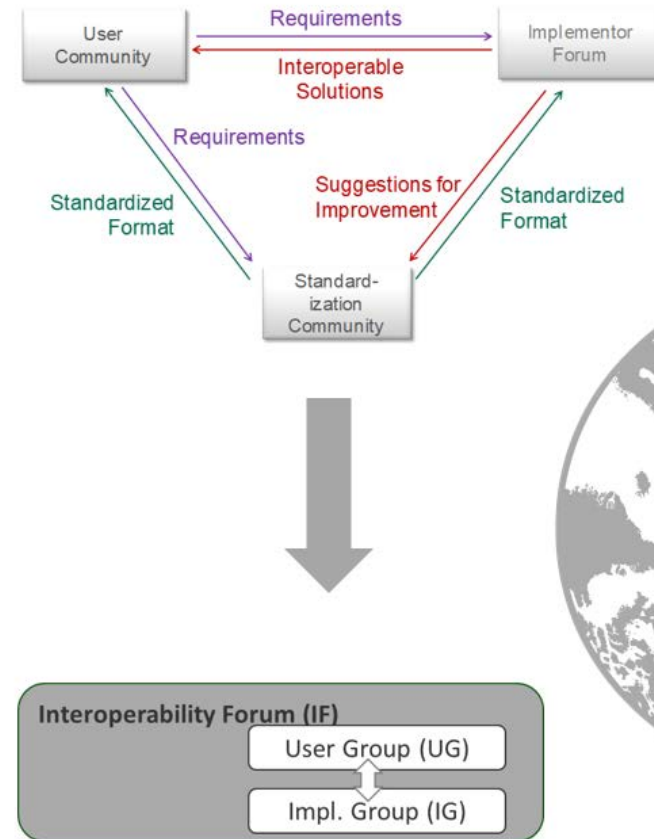 Requirements
User
Community
Implementor
Forum
Interoperable
Solutions
Requirements
Standardized
Format
Suggestions for
Improvement
Standardized
Format
Standard-
ization
Community
Interoperability Forum (IF)
User Group (UG)
Impl. Group (IG)